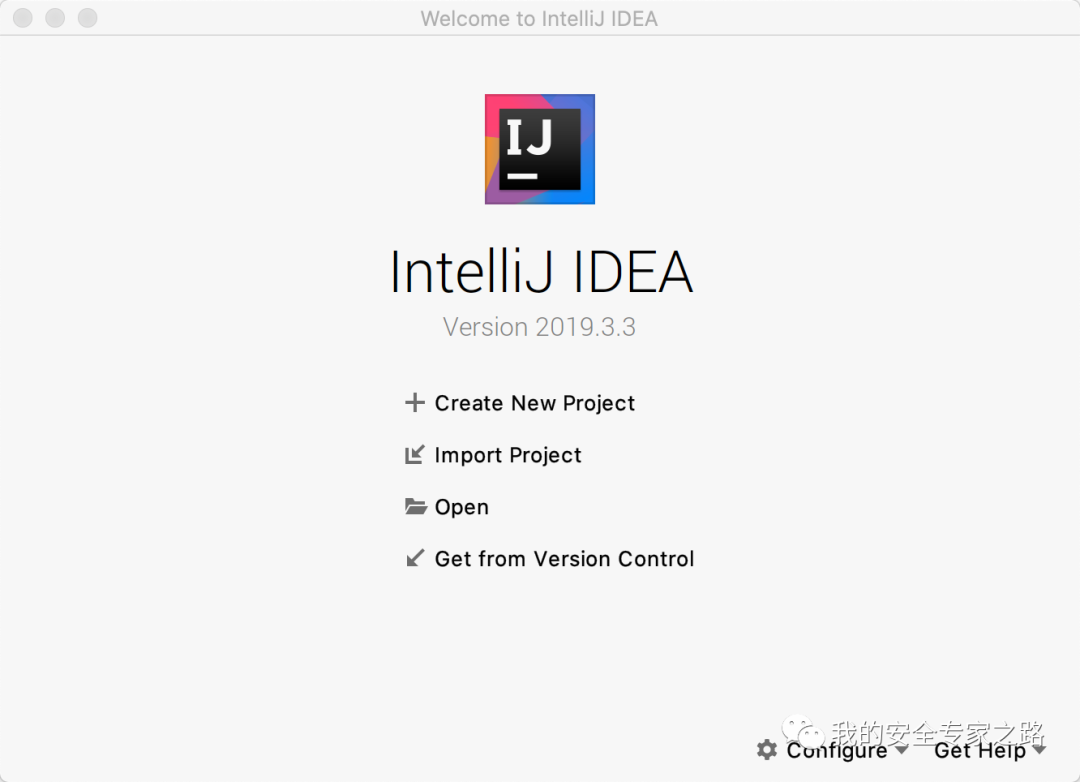 Welcome to IntelliJ IDEA
IJ
IntelliJ IDEA
Version 2019.3.3
Create New Project
Import Project
Open
Get from Version Control
我的安全专家之路
Configure Get Help